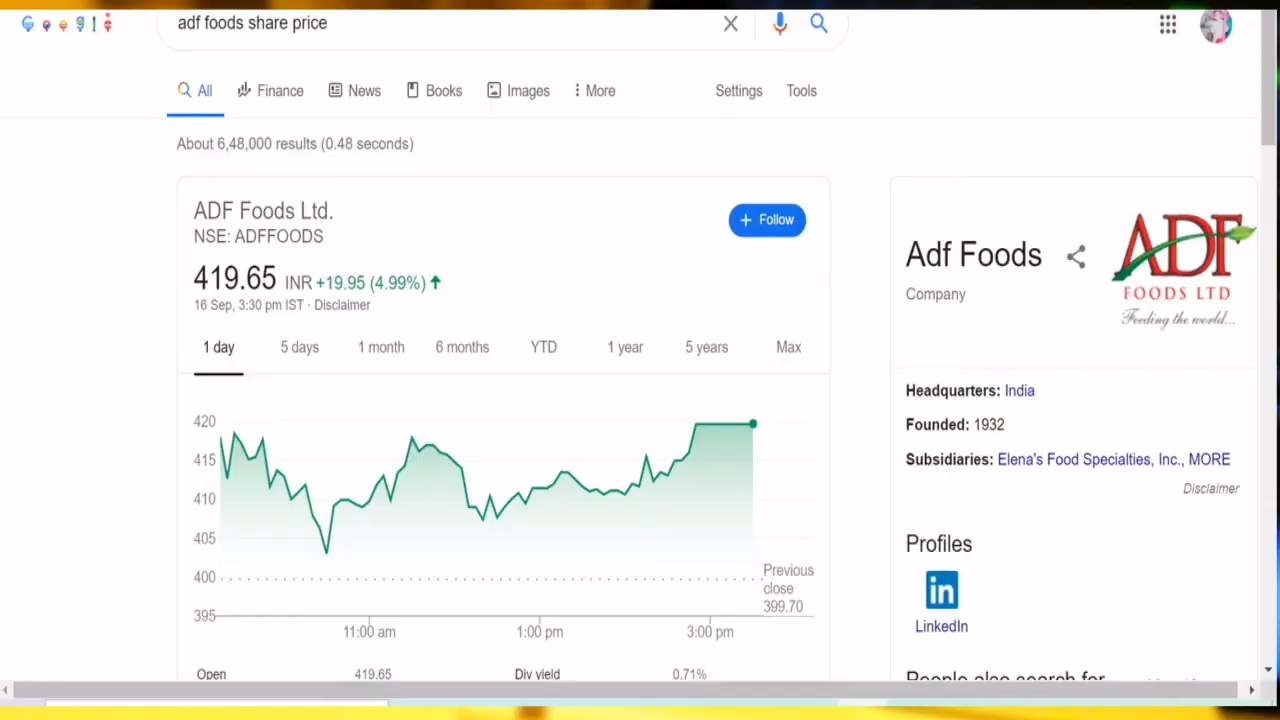 adf foods share price
All
Finance
News
Books
Images
More
Settings
Tools
About 6,48,000 results (0.48 seconds)
ADF Foods Ltd.
NSE: ADFFOODS
+ Follow
419.65 INR +19.95 (4.99%)
16 Sep, 3:30 pm IST · Disclaimer
1 day
5 days
1 month
6 months
YTD
1 year
5 years
Max
420
415
410
405
400
395
Previous
close
399.70
11:00 am
1:00 pm
3:00 pm
Open 419.65
Div yield 0.71%
Adf Foods
Company
ADF
FOODS LTD
Feeding the world...
Headquarters: India
Founded: 1932
Subsidiaries: Elena's Food Specialties, Inc., MORE
Disclaimer
Profiles
in
LinkedIn
People also search for